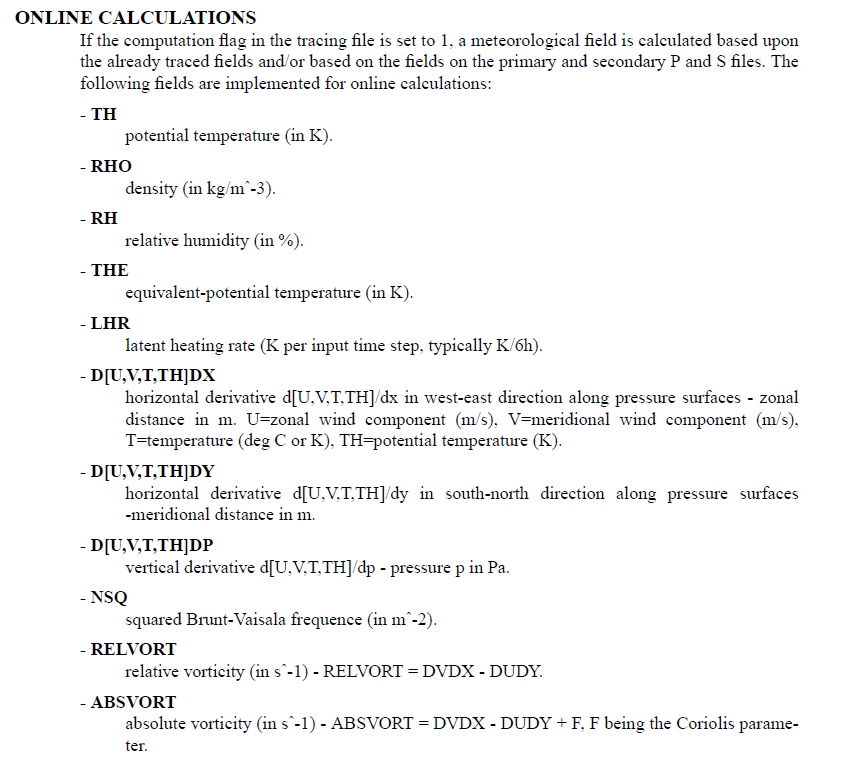 ONLINE CALCULATIONS
If the computation flag in the tracing file is set to 1, a meteorological field is calculated based upon
the already traced fields and/or based on the fields on the primary and secondary P and S files. The
following fields are implemented for online calculations:
- TH
potential temperature (in K).
- RHO
density (in kg/m^-3).
- RH
relative humidity (in %).
- THE
equivalent-potential temperature (in K).
- LHR
latent heating rate (K per input time step, typically K/6h).
- D[U,V,T,TH]DX
horizontal derivative d[U,V,T,TH]/dx in west-east direction along pressure surfaces - zonal
distance in m. U=zonal wind component (m/s), V=meridional wind component (m/s),
T=temperature (deg C or K), TH=potential temperature (K).
- D[U,V,T,TH]DY
horizontal derivative d[U,V,T,TH]/dy in south-north direction along pressure surfaces
-meridional distance in m.
- D[U,V,T,TH]DP
vertical derivative d[U,V,T,TH]/dp - pressure p in Pa.
- NSQ
squared Brunt-Vaisala frequence (in m^-2).
- RELVORT
relative vorticity (in s^-1) - RELVORT = DVDX - DUDY.
- ABSVORT
absolute vorticity (in s^-1) - ABSVORT = DVDX - DUDY + F, F being the Coriolis parame-
ter.